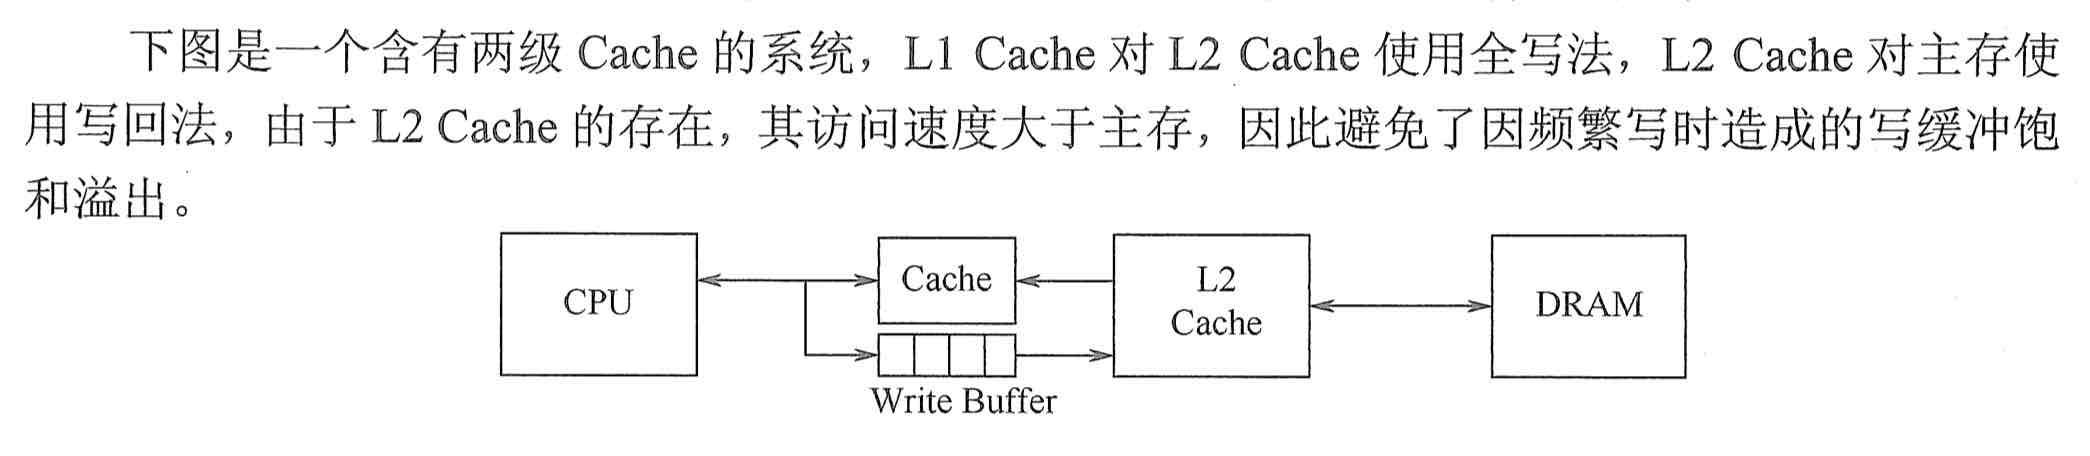 下图是一个含有两级 Cache 的系统，L1 Cache 对 L2 Cache 使用全写法，L2 Cache 对主存使
用写回法，由于 L2 Cache 的存在，其访问速度大于主存，因此避免了因频繁写时造成的写缓冲饱
和溢出。
CPU
Cache
L2
Cache
DRAM
Write Buffer